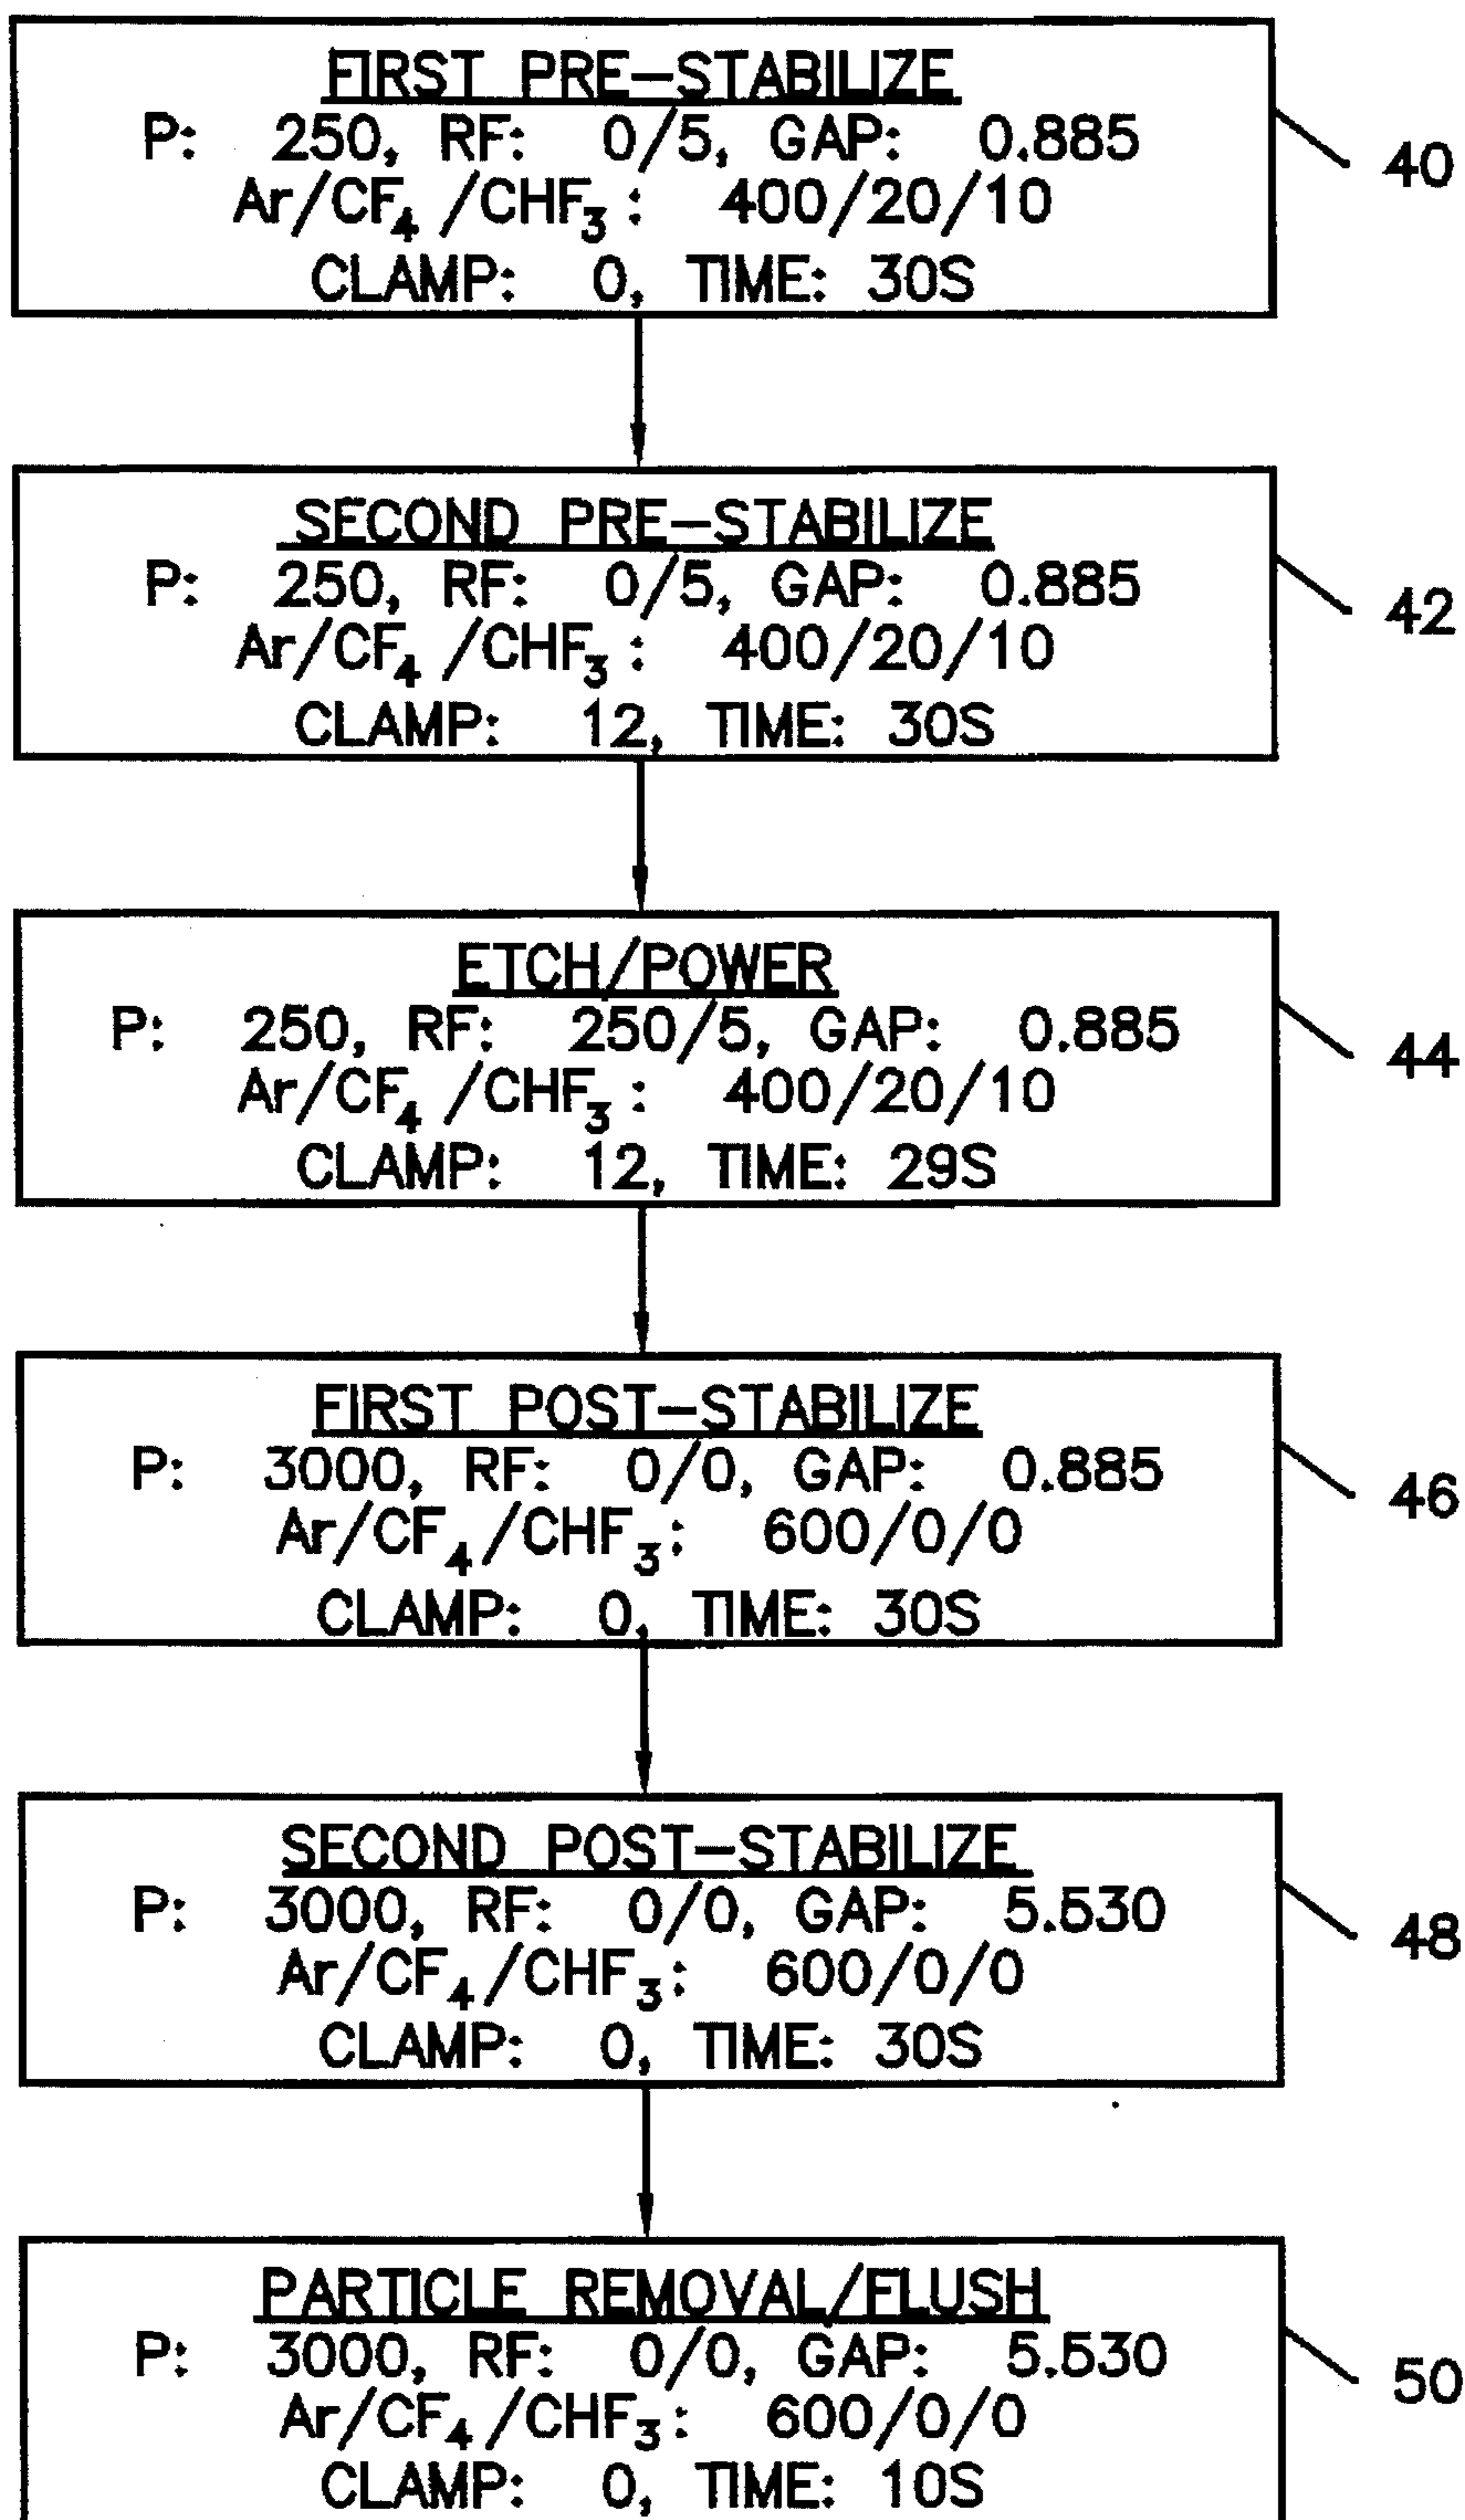 FIRST PRE-STABILIZE
P: 250, RF: 0/5, GAP: 0.885
Ar/CF₄/CHF₃: 400/20/10
CLAMP: 0, TIME: 30S
40
SECOND PRE-STABILIZE
P: 250, RF: 0/5, GAP: 0.885
Ar/CF₄/CHF₃: 400/20/10
CLAMP: 12, TIME: 30S
42
ETCH/POWER
P: 250, RF: 250/5, GAP: 0.885
Ar/CF₄/CHF₃: 400/20/10
CLAMP: 12, TIME: 29S
44
FIRST POST-STABILIZE
P: 3000, RF: 0/0, GAP: 0.885
Ar/CF₄/CHF₃: 600/0/0
CLAMP: 0, TIME: 30S
46
SECOND POST-STABILIZE
P: 3000, RF: 0/0, GAP: 5.530
Ar/CF₄/CHF₃: 600/0/0
CLAMP: 0, TIME: 30S
48
PARTICLE REMOVAL/FLUSH
P: 3000, RF: 0/0, GAP: 5.530
Ar/CF₄/CHF₃: 600/0/0
CLAMP: 0, TIME: 10S
50